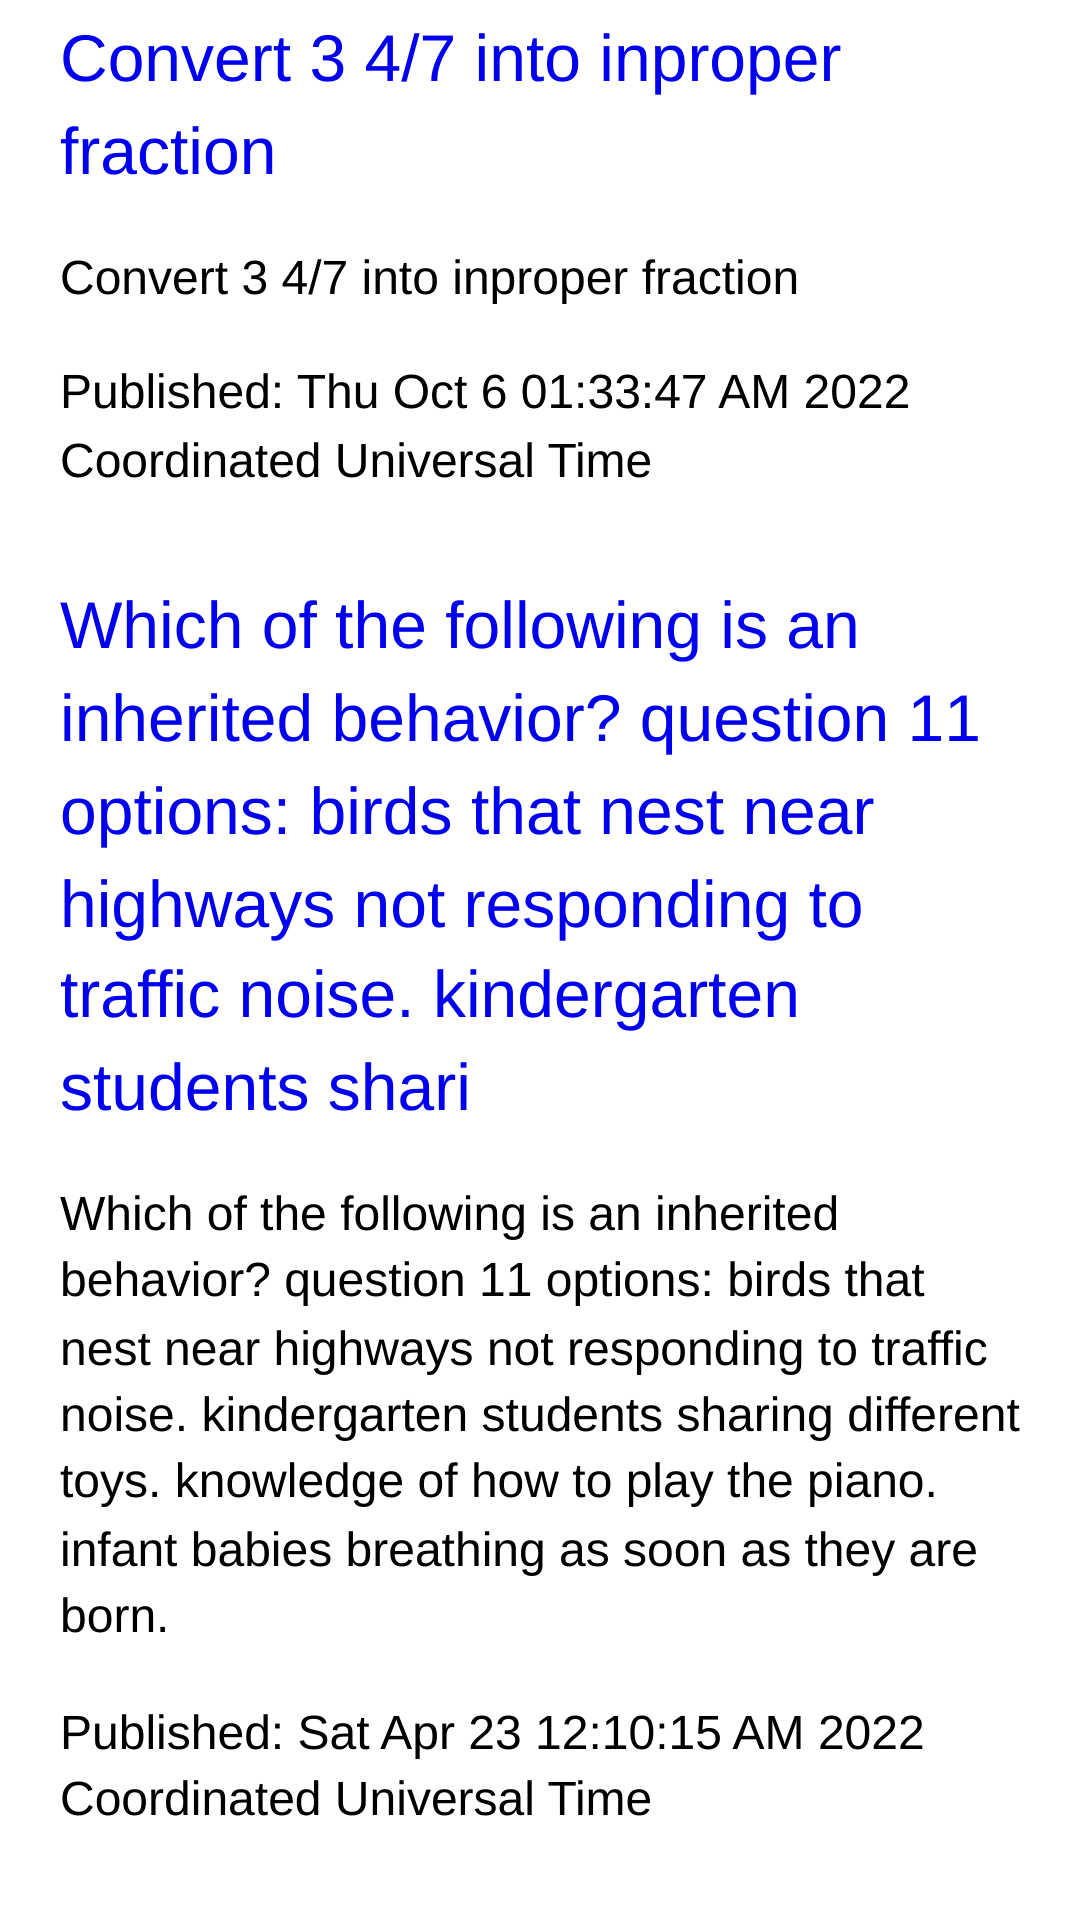 Convert 3 4/7 into inproper
fraction
Convert 3 4/7 into inproper fraction
Published: Thu Oct 6 01:33:47 AM 2022
Coordinated Universal Time
Which of the following is an
inherited behavior? question 11
options: birds that nest near
highways not responding to
traffic noise. kindergarten
students shari
Which of the following is an inherited
behavior? question 11 options: birds that
nest near highways not responding to traffic
noise. kindergarten students sharing different
toys. knowledge of how to play the piano.
infant babies breathing as soon as they are
born.
Published: Sat Apr 23 12:10:15 AM 2022
Coordinated Universal Time